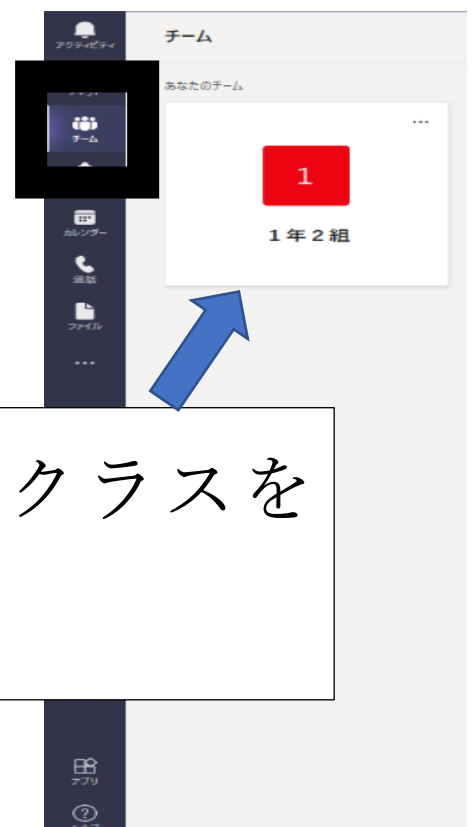 アクティビティ
チーム
あなたのチーム
チーム
1
1年2組
カレンダー
通話
ファイル
クラスを
アプリ